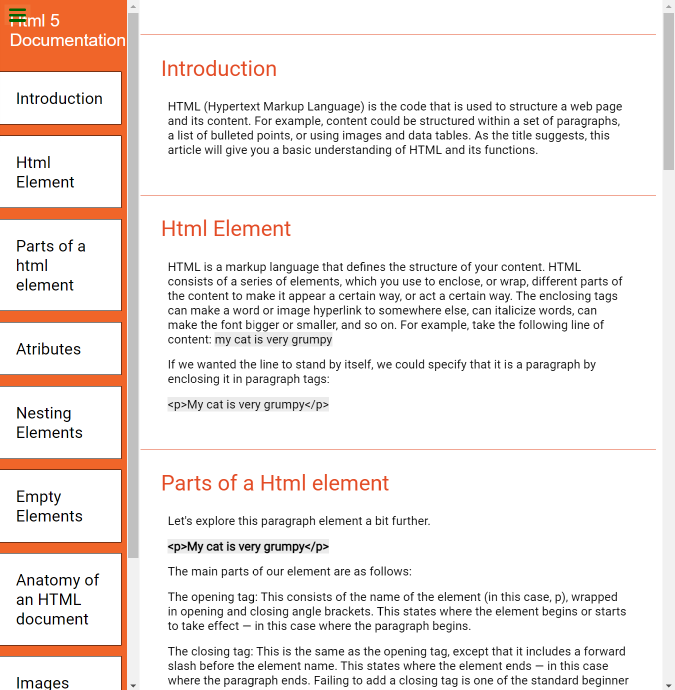 Html 5
Documentation
Introduction
Html
Element
Parts of a
html
element
Atributes
Nesting
Elements
Empty
Elements
Anatomy of
an HTML
document
Images
Introduction
HTML (Hypertext Markup Language) is the code that is used to structure a web page
and its content. For example, content could be structured within a set of paragraphs,
a list of bulleted points, or using images and data tables. As the title suggests, this
article will give you a basic understanding of HTML and its functions.
Html Element
HTML is a markup language that defines the structure of your content. HTML
consists of a series of elements, which you use to enclose, or wrap, different parts of
the content to make it appear a certain way, or act a certain way. The enclosing tags
can make a word or image hyperlink to somewhere else, can italicize words, can
make the font bigger or smaller, and so on. For example, take the following line of
content: my cat is very grumpy
If we wanted the line to stand by itself, we could specify that it is a paragraph by
enclosing it in paragraph tags:
<p>My cat is very grumpy</p>
Parts of a Html element
Let's explore this paragraph element a bit further.
<p>My cat is very grumpy</p>
The main parts of our element are as follows:
The opening tag: This consists of the name of the element (in this case, p), wrapped
in opening and closing angle brackets. This states where the element begins or starts
to take effect — in this case where the paragraph begins.
The closing tag: This is the same as the opening tag, except that it includes a forward
slash before the element name. This states where the element ends — in this case
where the paragraph ends. Failing to add a closing tag is one of the standard beginner